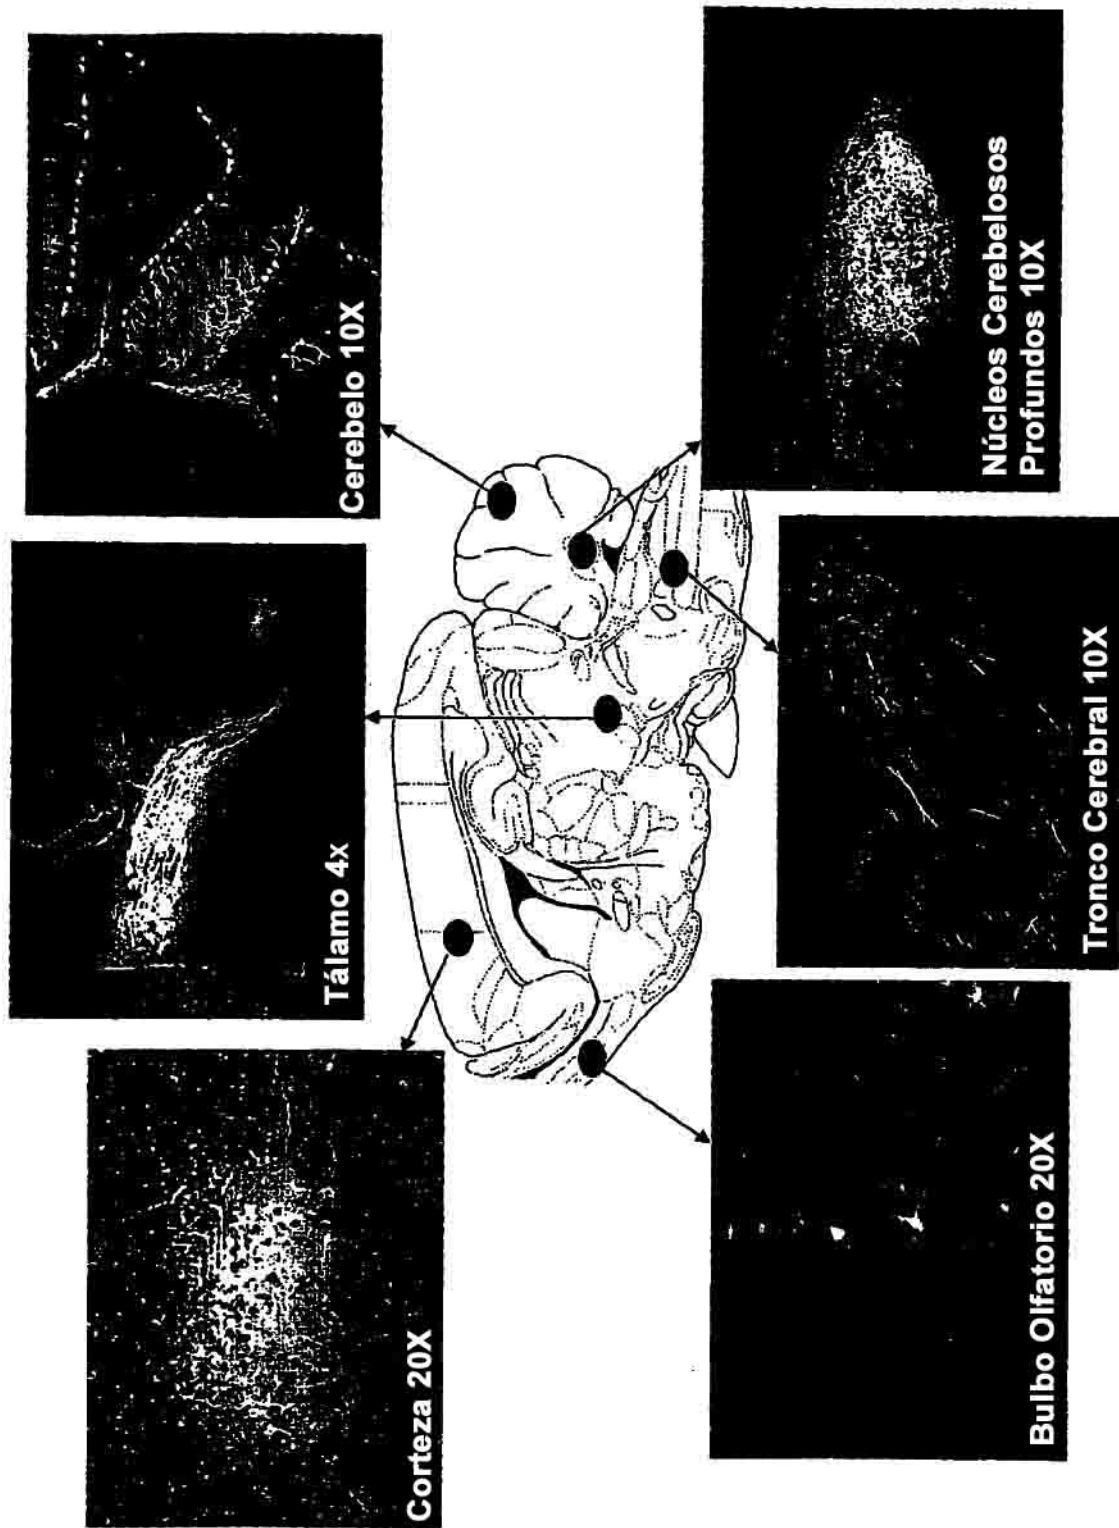 Corteza 20X
Tálamo 4x
Cerebelo 10X
Bulbo Olfatorio 20X
Tronco Cerebral 10X
Núcleos Cerebelosos
Profundos 10X